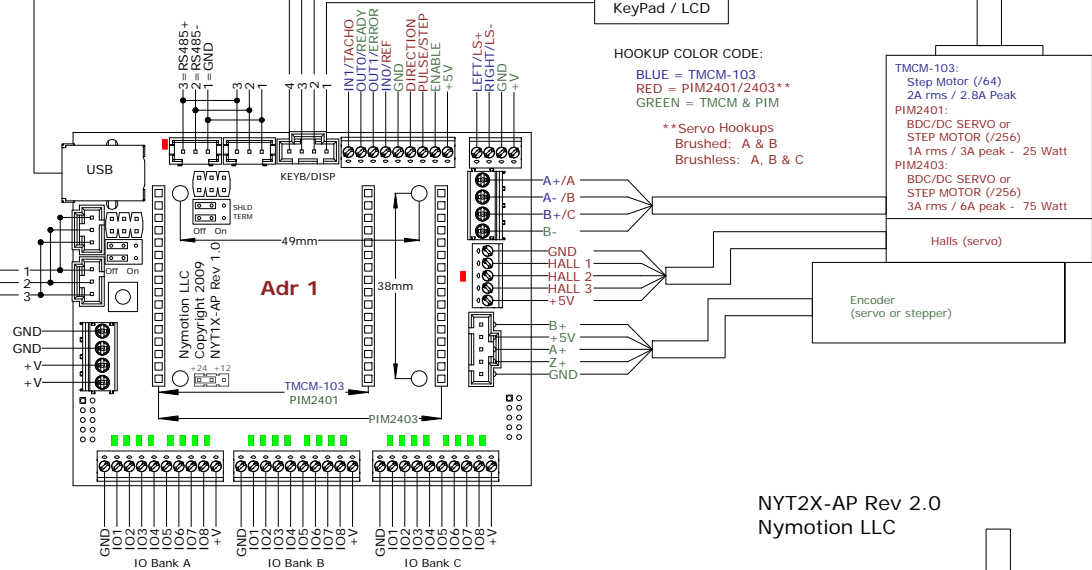 KeyPad / LCD
HOOKUP COLOR CODE:
BLUE = TMCM-103
RED = PIM2401/2403**
GREEN = TMCM & PIM
**Servo Hookups
Brushed: A & B
Brushless: A, B & C
TMCM-103:
Step Motor (/64)
2A rms / 2.8A Peak
PIM2401:
BDC/DC SERVO or
STEP MOTOR (/256)
1A rms / 3A peak - 25 Watt
PIM2403:
BDC/DC SERVO or
STEP MOTOR (/256)
3A rms / 6A peak - 75 Watt
Halls (servo)
Encoder
(servo or stepper)
3=RS485+
2=RS485-
1=GND
3
2
1
4
3
2
1
IN1/TACHO
OUT0/READY
OUT1/ERROR
IN0/REF
GND
DIRECTION
PULSE/STEP
ENABLE
+5V
LEFT/LS+
RIGHT/LS-
GND
+V
USB
KEYB/DISP
SHLD
TERM
Off On
Off On
49mm
38mm
Adr 1
Nymotion LLC
Copyright 2009
NYT1X-AP Rev 1.0
+24 +12
TMCM-103
PIM2401
PIM2403
1
2
3
GND
GND
+V
+V
A+/A
A-/B
B+/C
B-
GND
HALL 1
HALL 2
HALL 3
+5V
B+
+5V
A+
Z+
GND
GND
IO1
IO2
IO3
IO4
IO5
IO6
IO7
IO8
+V
IO Bank A
GND
IO1
IO2
IO3
IO4
IO5
IO6
IO7
IO8
+V
IO Bank B
GND
IO1
IO2
IO3
IO4
IO5
IO6
IO7
IO8
+V
IO Bank C
NYT2X-AP Rev 2.0
Nymotion LLC